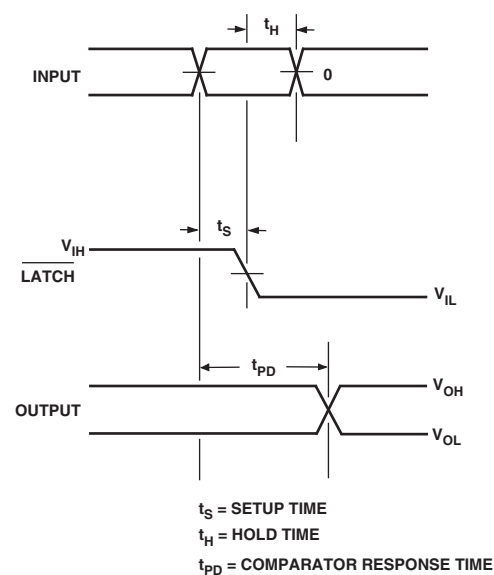 tH
INPUT
0
tS
VIH
LATCH
VIL
tPD
VOH
OUTPUT
VOL
tS = SETUP TIME
tH = HOLD TIME
tPD = COMPARATOR RESPONSE TIME